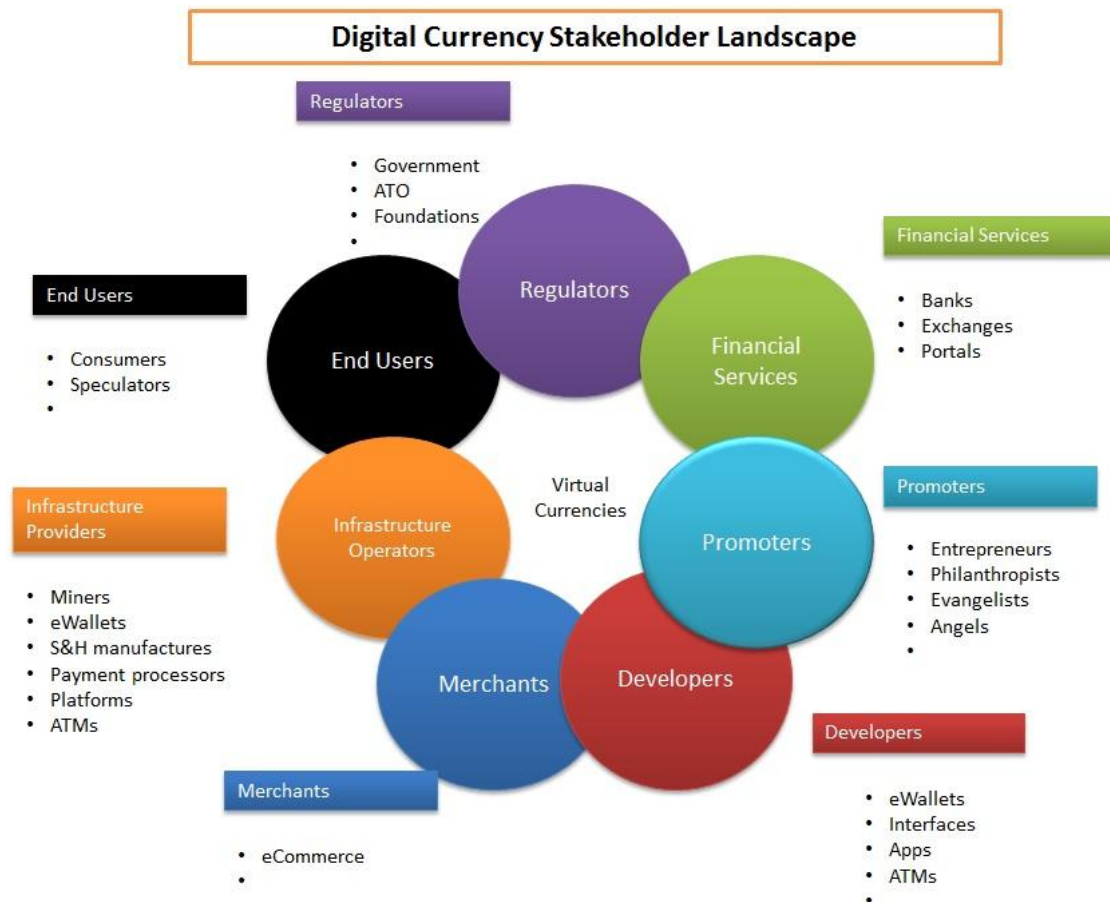 Digital Currency Stakeholder Landscape
Regulators
• Government
• ATO
• Foundations
•
Financial Services
• Banks
• Exchanges
• Portals
End Users
• Consumers
• Speculators
•
Infrastructure
Providers
• Miners
• eWallets
• S&H manufactures
• Payment processors
• Platforms
• ATMs
Promoters
• Entrepreneurs
• Philanthropists
• Evangelists
• Angels
•
Merchants
• eCommerce
•
Developers
• eWallets
• Interfaces
• Apps
• ATMs
•
Regulators
Financial
Services
Promoters
Developers
Merchants
Infrastructure
Operators
End Users
Virtual
Currencies